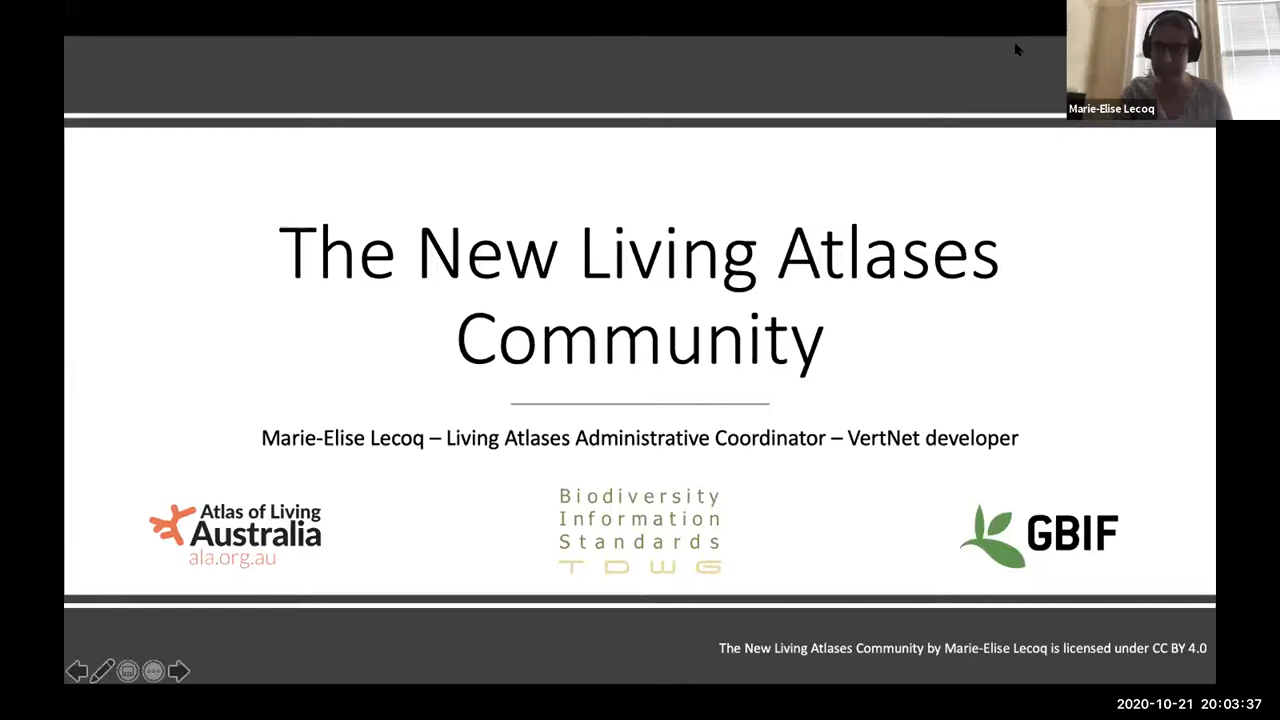 Marie-Elise Lecoq
The New Living Atlases
Community
Marie-Elise Lecoq – Living Atlases Administrative Coordinator – VertNet developer
Atlas of Living
Australia
ala.org.au
Biodiversity
Information
Standards
TDWG
GBIF
The New Living Atlases Community by Marie-Elise Lecoq is licensed under CC BY 4.0
2020-10-21 20:03:37